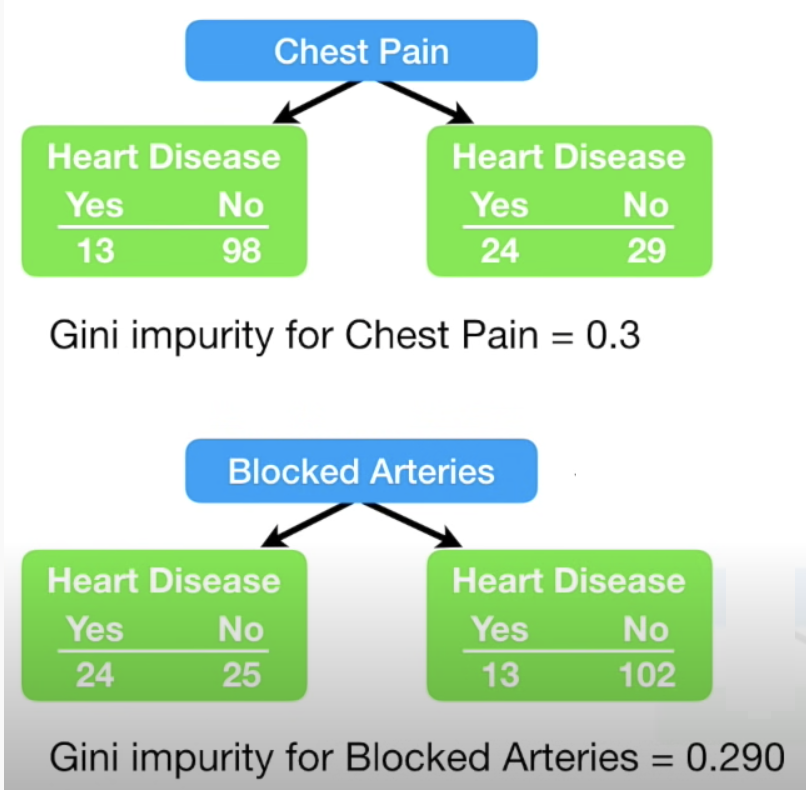 Chest Pain
Heart Disease Heart Disease
Yes No Yes No
13 98 24 29
Gini impurity for Chest Pain = 0.3
Blocked Arteries
Heart Disease Heart Disease
Yes No Yes No
24 25 13 102
Gini impurity for Blocked Arteries = 0.290